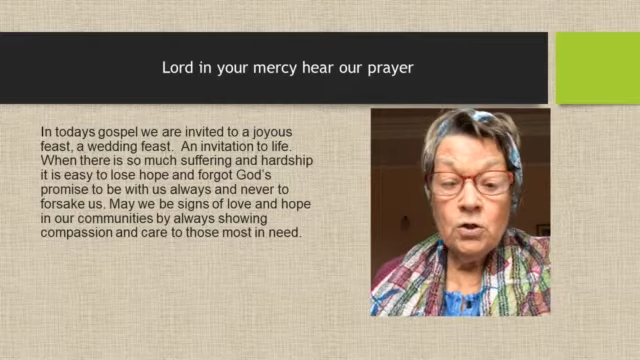 Lord in your mercy hear our prayer
In todays gospel we are invited to a joyous
feast, a wedding feast.  An invitation to life.
When there is so much suffering and hardship
it is easy to lose hope and forgot God's
promise to be with us always and never to
forsake us. May we be signs of love and hope
in our communities by always showing
compassion and care to those most in need.